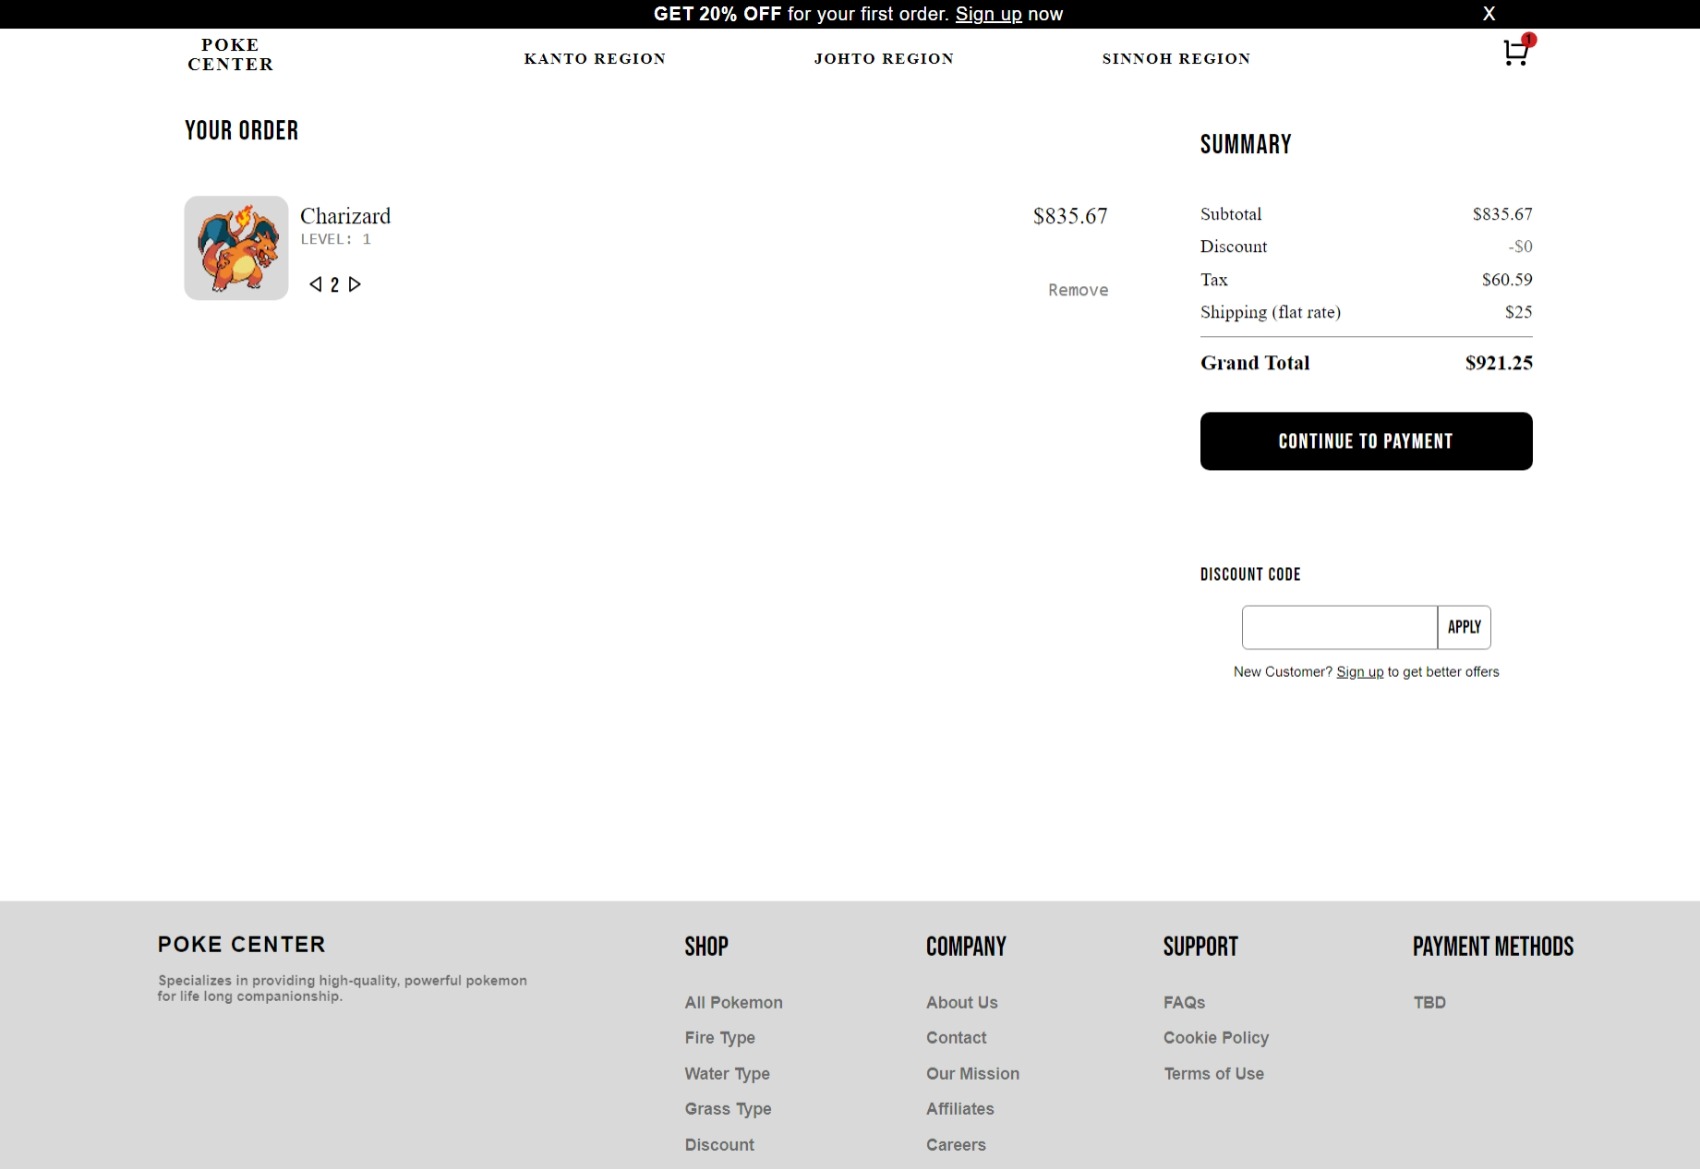 GET 20% OFF for your first order. Sign up now X
POKE
CENTER
KANTO REGION
JOHTO REGION
SINNOH REGION
1
YOUR ORDER
Charizard
LEVEL: 1
2
$835.67
Remove
SUMMARY
Subtotal $835.67
Discount -$0
Tax $60.59
Shipping (flat rate) $25
Grand Total $921.25
CONTINUE TO PAYMENT
DISCOUNT CODE
APPLY
New Customer? Sign up to get better offers
POKE CENTER
Specializes in providing high-quality, powerful pokemon
for life long companionship.
SHOP
All Pokemon
Fire Type
Water Type
Grass Type
Discount
COMPANY
About Us
Contact
Our Mission
Affiliates
Careers
SUPPORT
FAQs
Cookie Policy
Terms of Use
PAYMENT METHODS
TBD